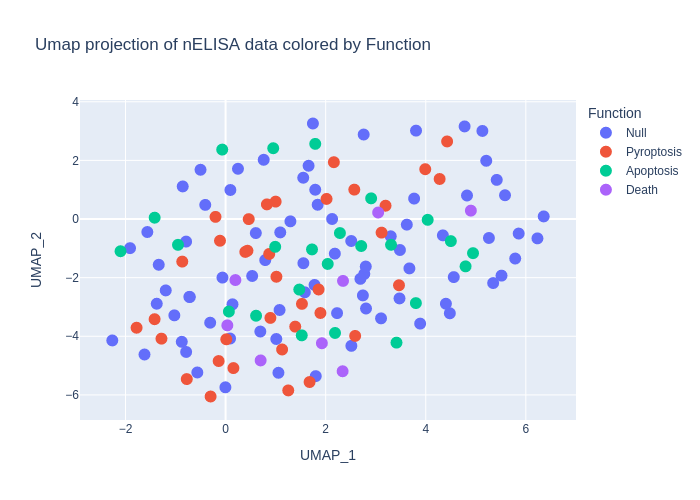 Umap projection of nELISA data colored by Function
Function
Null
Pyroptosis
Apoptosis
Death
4
2
0
−2
−4
−6
−2
0
2
4
6
UMAP_2
UMAP_1